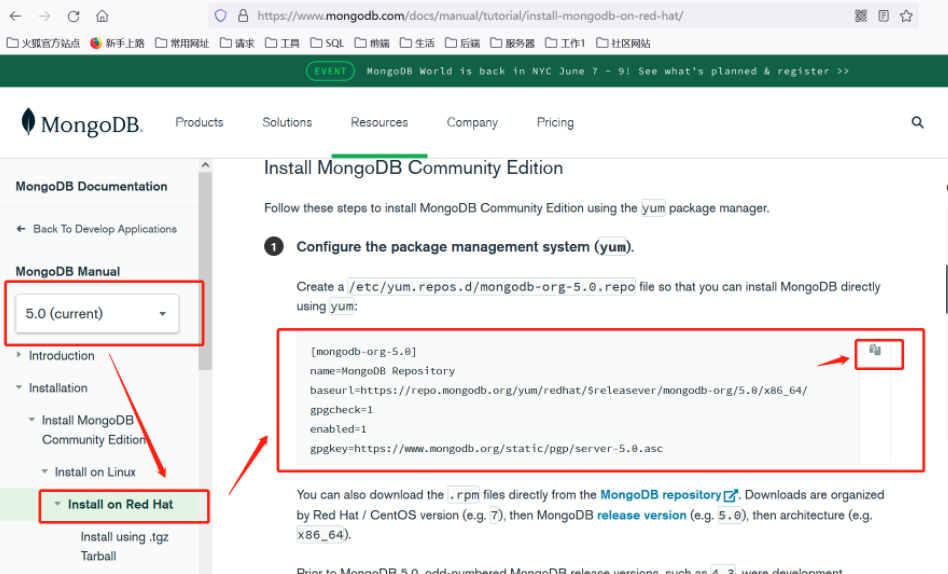 https://www.mongodb.com/docs/manual/tutorial/install-mongodb-on-red-hat/
火狐官方站点 新手上路 常用网址 请求 工具 SQL 前端 生活 后端 服务器 工作1 社区网站
EVENT MongoDB World is back in NYC June 7 - 9! See what's planned & register >>
MongoDB. Products Solutions Resources Company Pricing
MongoDB Documentation
Back To Develop Applications
MongoDB Manual
5.0 (current)
Introduction
Installation
Install MongoDB
Community Edition
Install on Linux
Install on Red Hat
Install using .tgz
Tarball
Install MongoDB Community Edition
Follow these steps to install MongoDB Community Edition using the yum package manager.
1 Configure the package management system (yum).
Create a /etc/yum.repos.d/mongodb-org-5.0.repo file so that you can install MongoDB directly
using yum:
[mongodb-org-5.0]
name=MongoDB Repository
baseurl=https://repo.mongodb.org/yum/redhat/$releasever/mongodb-org/5.0/x86_64/
gpgcheck=1
enabled=1
gpgkey=https://www.mongodb.org/static/pgp/server-5.0.asc
You can also download the .rpm files directly from the MongoDB repository. Downloads are organized
by Red Hat / CentOS version (e.g. 7), then MongoDB release version (e.g. 5.0), then architecture (e.g.
x86_64).
Prior to MongoDB 5.0, odd-numbered MongoDB release versions, such as 4.3, were development